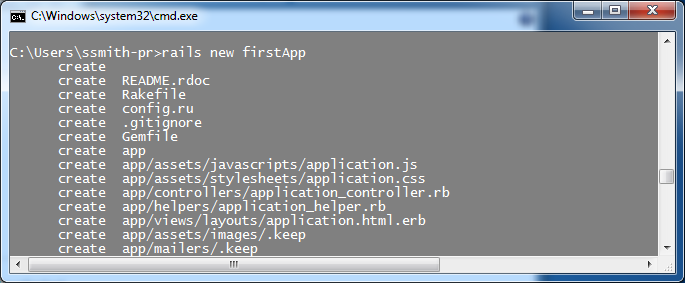 C:\Windows\system32\cmd.exe
C:\Users\ssmith-pr>rails new firstApp
create
create README.rdoc
create Rakefile
create config.ru
create .gitignore
create Gemfile
create app
create app/assets/javascripts/application.js
create app/assets/stylesheets/application.css
create app/controllers/application_controller.rb
create app/helpers/application_helper.rb
create app/views/layouts/application.html.erb
create app/assets/images/.keep
create app/mailers/.keep